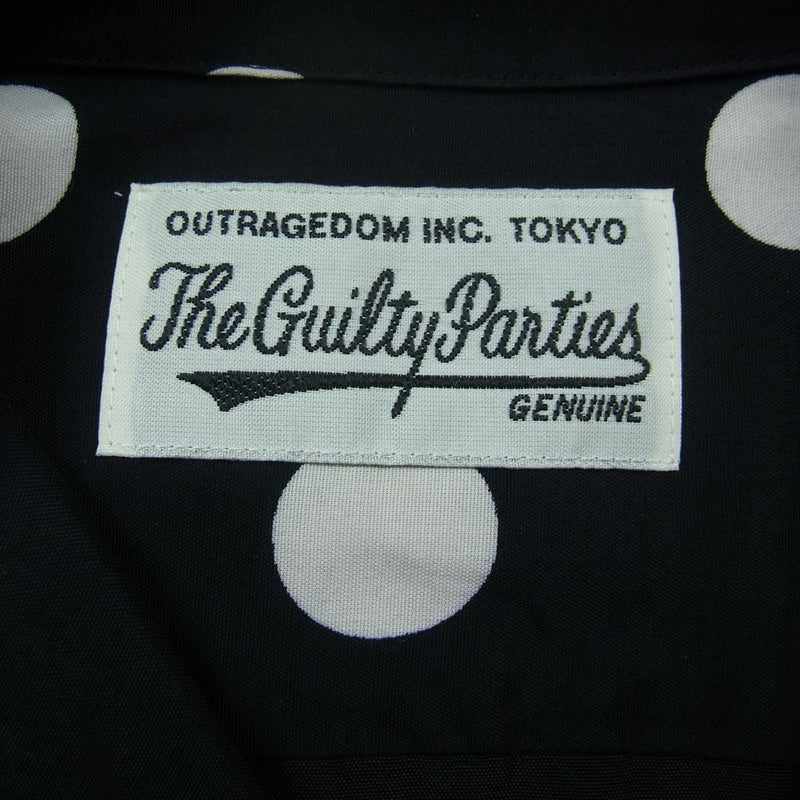 OUTRAGEDOM INC. TOKYO
The Guilty Parties
GENUINE